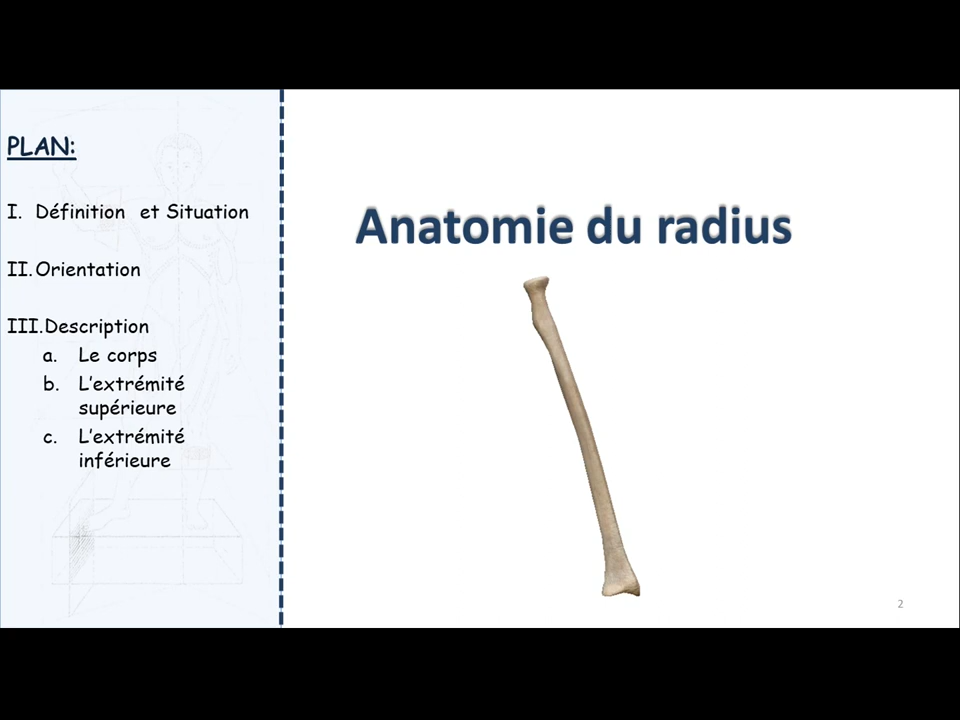 PLAN:
I. Définition et Situation
II. Orientation
III. Description
a. Le corps
b. L'extrémité
supérieure
c. L'extrémité
inférieure
Anatomie du radius
2